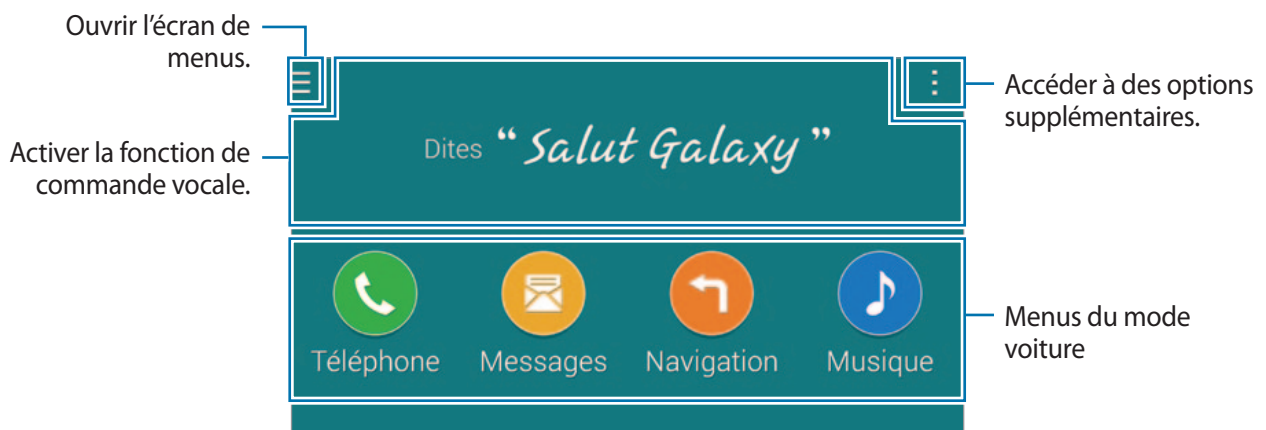 Ouvrir l’écran de
menus.
Accéder à des options
supplémentaires.
Activer la fonction de
commande vocale.
Dites “Salut Galaxy”
Téléphone Messages Navigation Musique
Menus du mode
voiture